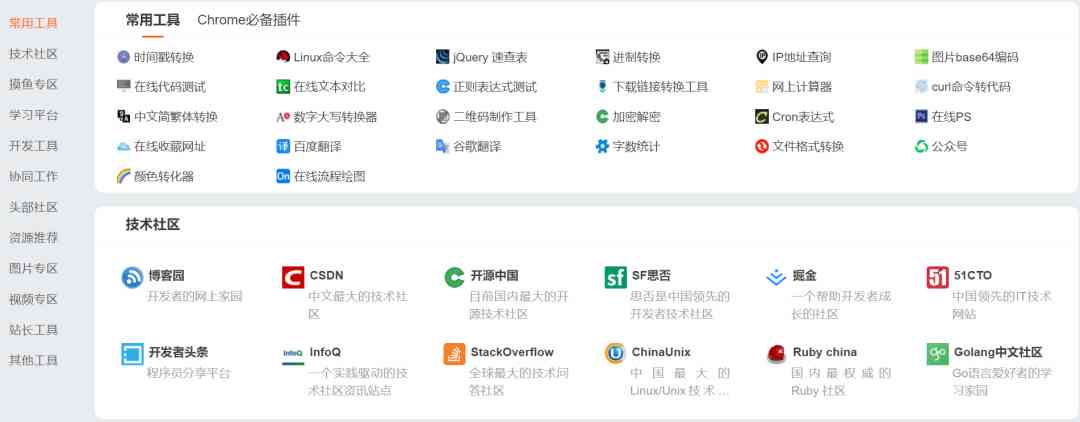 常用工具
技术社区
摸鱼专区
学习平台
开发工具
协同工作
头部社区
资源推荐
图片专区
视频专区
站长工具
其他工具
常用工具 Chrome必备插件
时间戳转换 Linux命令大全 jQuery 速查表 进制转换 IP地址查询 图片base64编码
在线代码测试 在线文本对比 正则表达式测试 下载链接转换工具 网上计算器 curl命令转代码
中文简繁体转换 数字大写转换器 二维码制作工具 加密解密 Cron表达式 在线PS
在线收藏网址 百度翻译 谷歌翻译 字数统计 文件格式转换 公众号
颜色转化器 在线流程绘图
技术社区
博客园
开发者的网上家园
CSDN
中文最大的技术社
区
开源中国
目前国内最大的开
源技术社区
SF思否
思否是中国领先的
开发者技术社区
掘金
一个帮助开发者成
长的社区
51CTO
中国领先的IT技术
网站
开发者头条
程序员分享平台
InfoQ
InfoQ
一个实践驱动的技
术社区资讯站点
StackOverflow
全球最大的技术问
答社区
ChinaUnix
中国最大的
Linux/Unix技术…
Ruby china
国内最权威的
Ruby 社区
Golang中文社区
Go语言爱好者的学
习家园